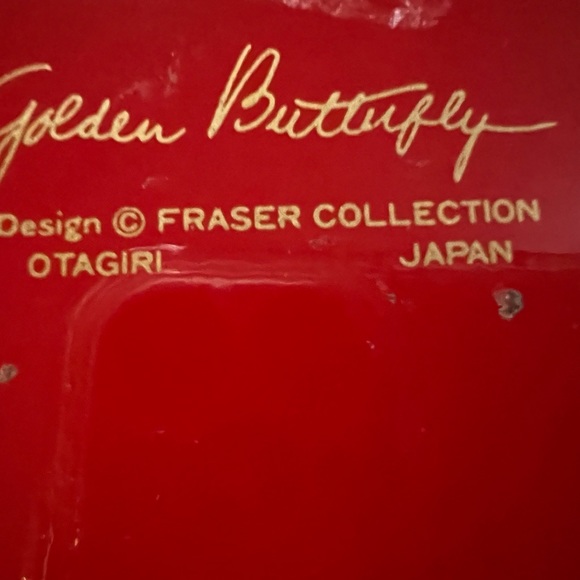 Golden Butterfly
Design © FRASER COLLECTION
OTAGIRI JAPAN